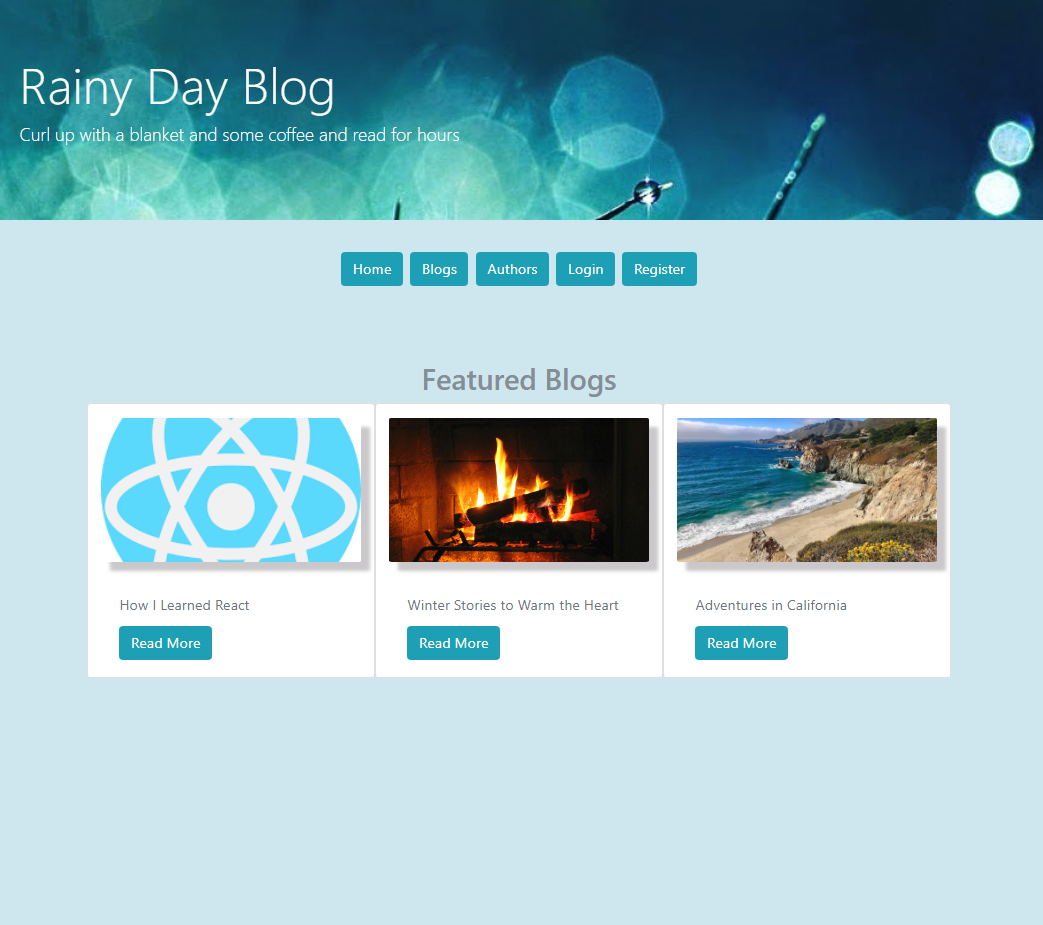 Rainy Day Blog
Curl up with a blanket and some coffee and read for hours
Home Blogs Authors Login Register
Featured Blogs
How I Learned React
Read More
Winter Stories to Warm the Heart
Read More
Adventures in California
Read More